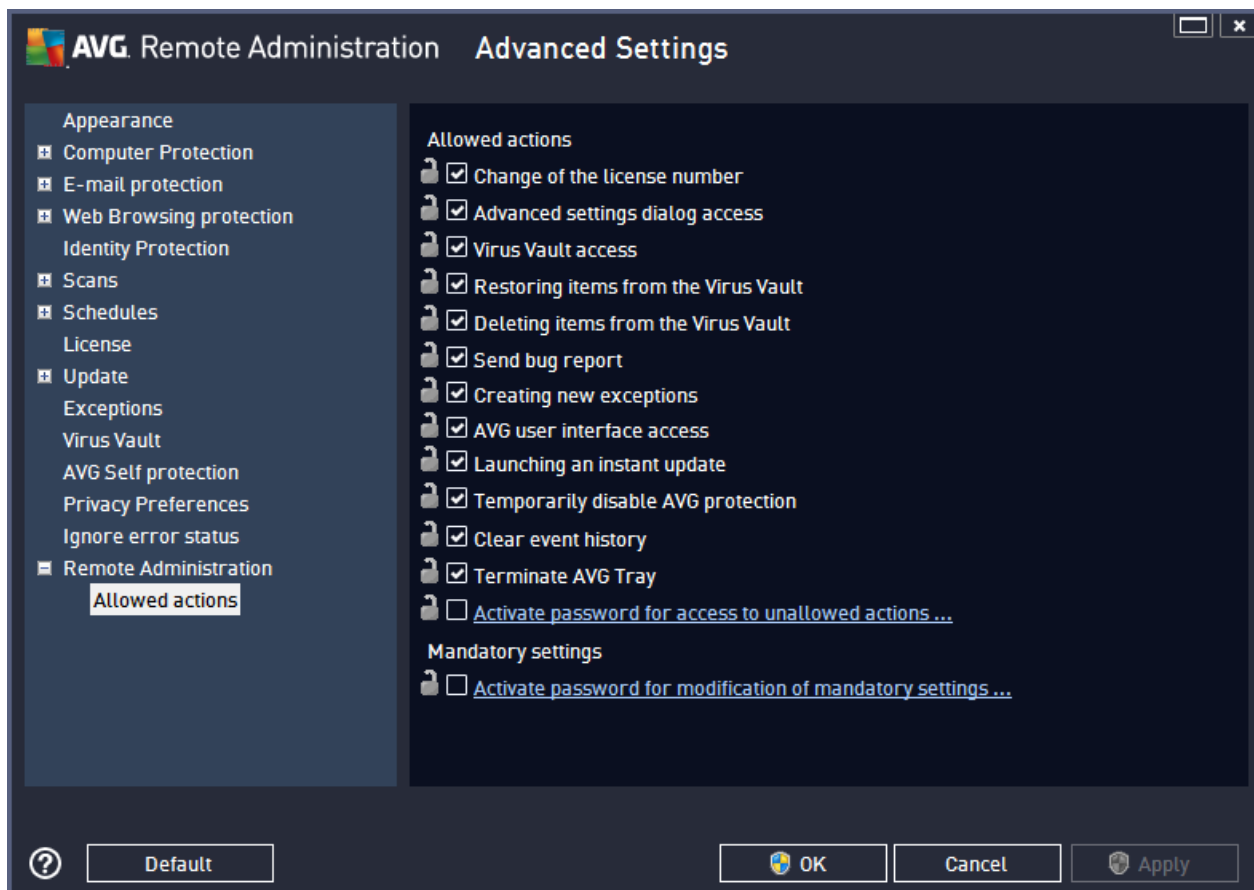 AVG. Remote Administration Advanced Settings
Appearance
Computer Protection
E-mail protection
Web Browsing protection
Identity Protection
Scans
Schedules
License
Update
Exceptions
Virus Vault
AVG Self protection
Privacy Preferences
Ignore error status
Remote Administration
Allowed actions
Allowed actions
Change of the license number
Advanced settings dialog access
Virus Vault access
Restoring items from the Virus Vault
Deleting items from the Virus Vault
Send bug report
Creating new exceptions
AVG user interface access
Launching an instant update
Temporarily disable AVG protection
Clear event history
Terminate AVG Tray
Activate password for access to unallowed actions ...
Mandatory settings
Activate password for modification of mandatory settings ...
? Default OK Cancel Apply